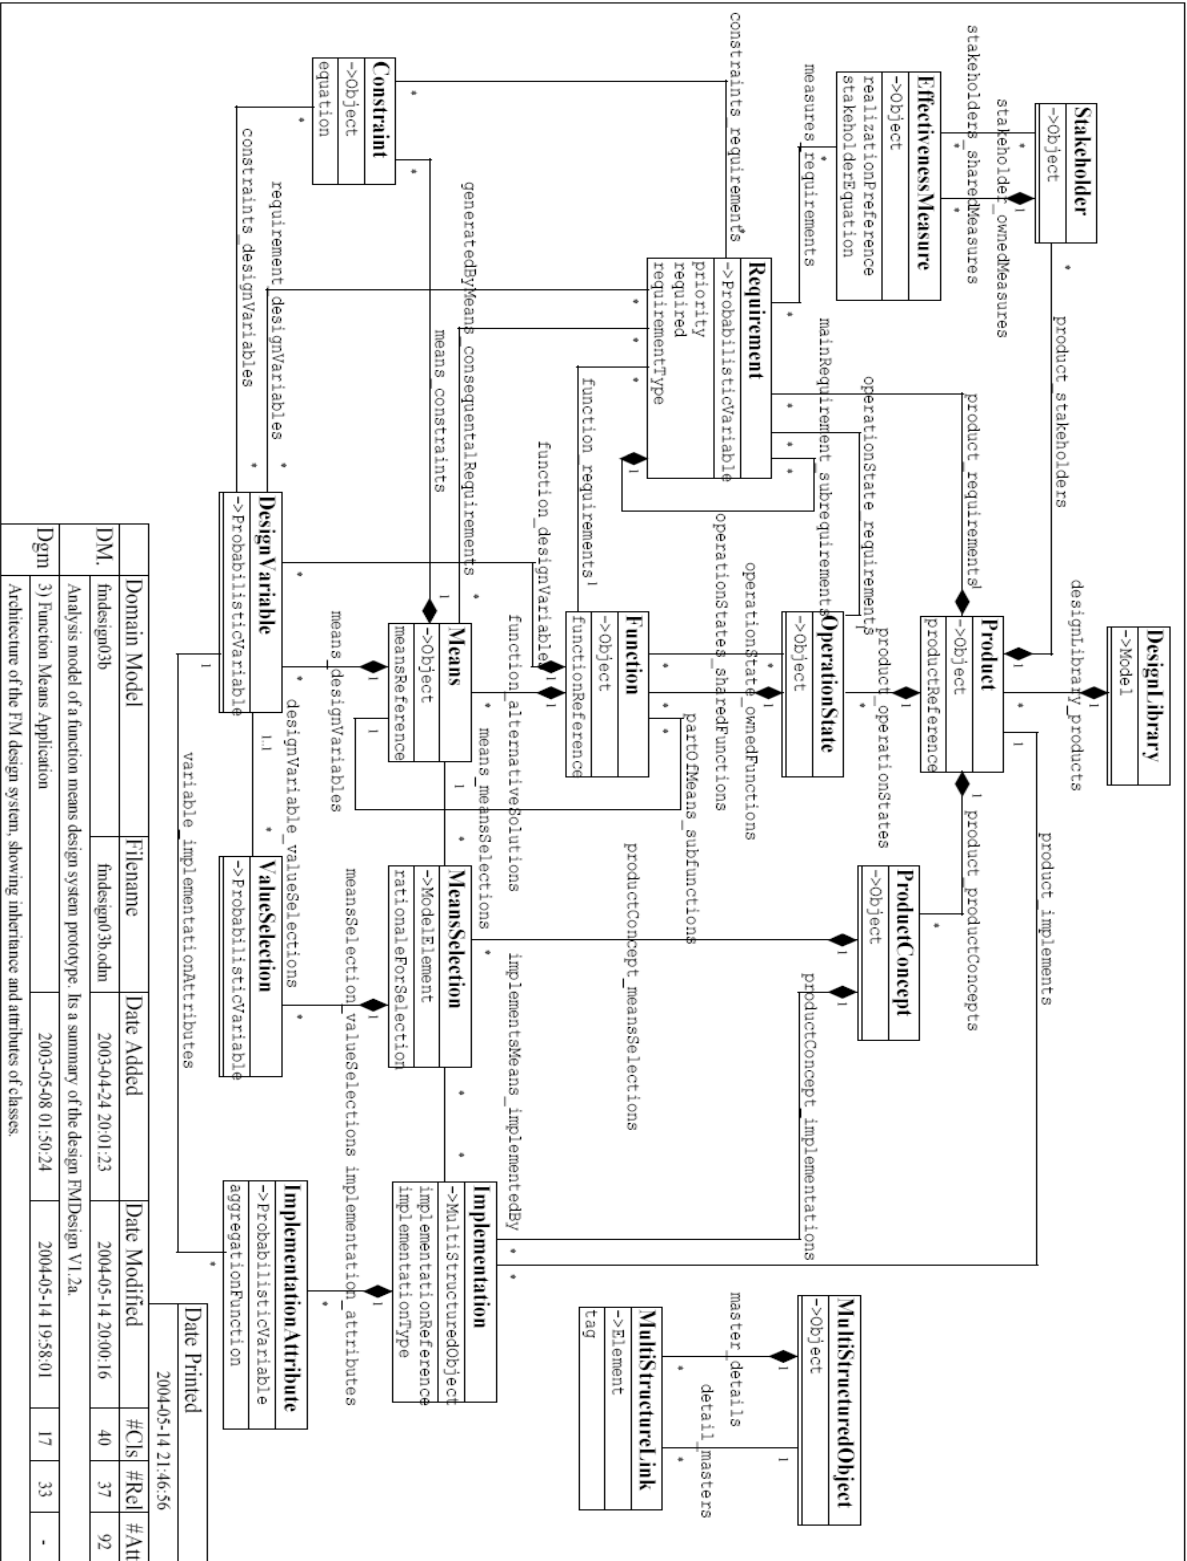 DesignLibrary
->Model
designLibrary_products
Stakeholder
->Object
product_stakeholders
Product
->Object
productReference
product_implements
stakeholder_ownedMeasures
stakeholders_sharedMeasures
product_requirements
product_productConcepts
EffectivenessMeasure
->Object
realizationPreference
stakeholderEquation
operationState_requirements
product_operationStates
ProductConcept
->Object
MultiStructuredObject
->Object
measures_requirements
mainRequirement_subrequirements
OperationState
->Object
productConcept_implementations
Requirement
->ProbabilisticVariable
priority
required
requirementType
constraints_requirements
operationState_ownedFunctions
operationStates_sharedFunctions
partOfMeans_subfunctions
master_details
detail_masters
Function
->Object
functionReference
function_requirements
productConcept_meansSelections
MultiStructureLink
->Element
tag
function_designVariables
function_alternativeSolutions
implementsMeans_implementedBy
generatedByMeans_consequentalRequirements
means_meansSelections
means_constraints
Means
->Object
meansReference
MeansSelection
->ModelElement
rationaleForSelection
Implementation
->MultiStructuredObject
implementationReference
implementationType
Constraint
->Object
equation
means_designVariables
meansSelection_valueSelections
implementation_attributes
requirement_designVariables
designVariable_valueSelections
constraints_designVariables
DesignVariable
->ProbabilisticVariable
ValueSelection
->ProbabilisticVariable
ImplementationAttribute
->ProbabilisticVariable
aggregationFunction
variable_implementationAttributes
Date Printed
2004-05-14 21:46:56
Domain Model Filename Date Added Date Modified #Cls #Rel #Att
DM. fmdesign03b fmdesign03b.odm 2003-04-24 20:01:23 2004-05-14 20:00:16 40 37 92
Analysis model of a function means design system prototype. Its a summary of the design FMDesign V1.2a.
Dgm 3) Function Means Application 2003-05-08 01:50:24 2004-05-14 19:58:01 17 33 -
Architecture of the FM design system, showing inheritance and attributes of classes.